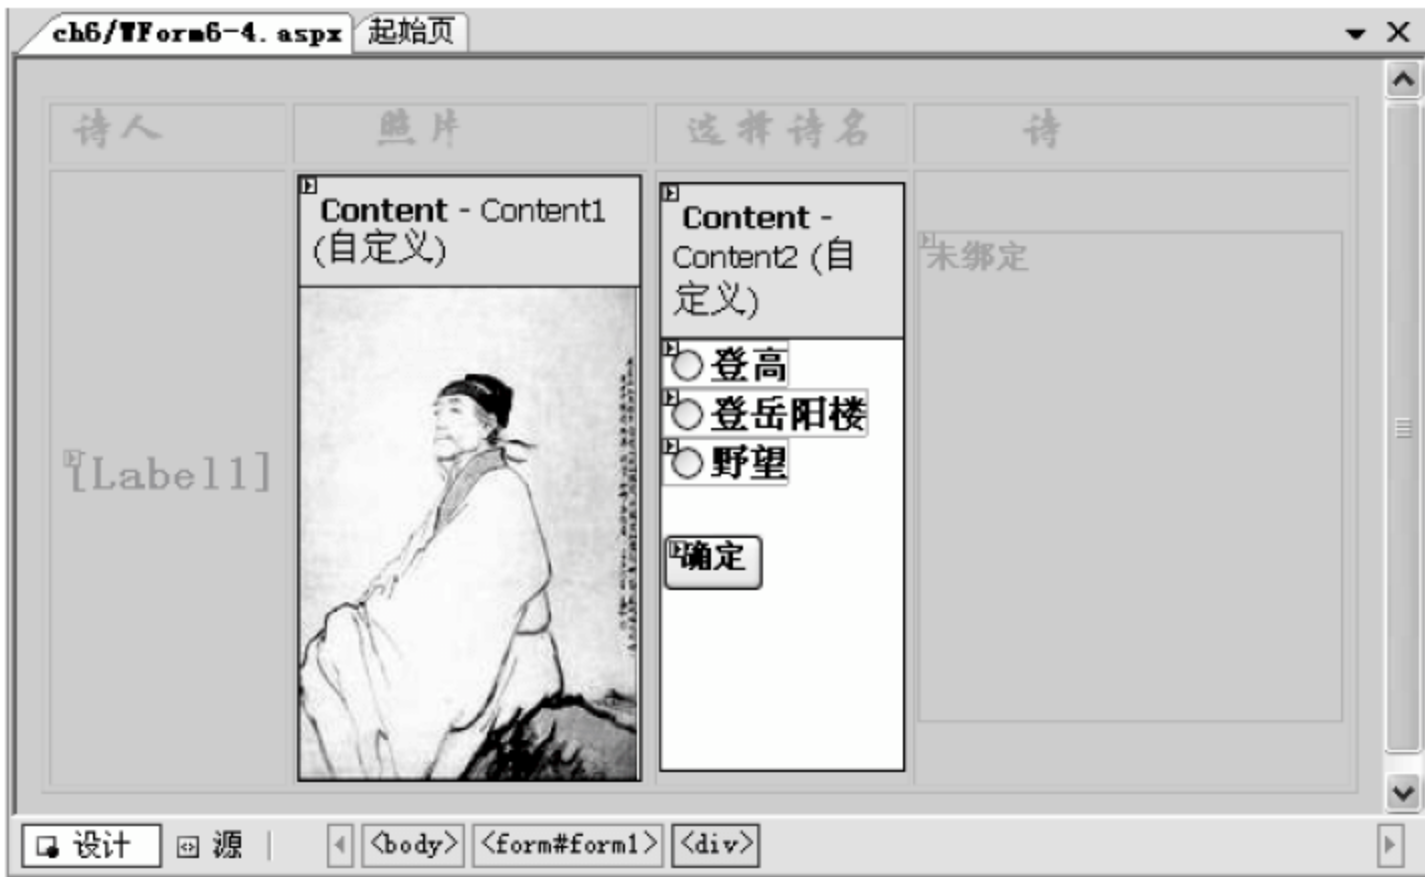 ch6/WForm6-4.aspx 起始页
诗人 照片 选择诗名 诗
Content - Content1
(自定义)
Content -
Content2 (自
定义)
未绑定
登高
登岳阳楼
野望
[Label1]
确定
设计 源 <body> <form#form1> <div>